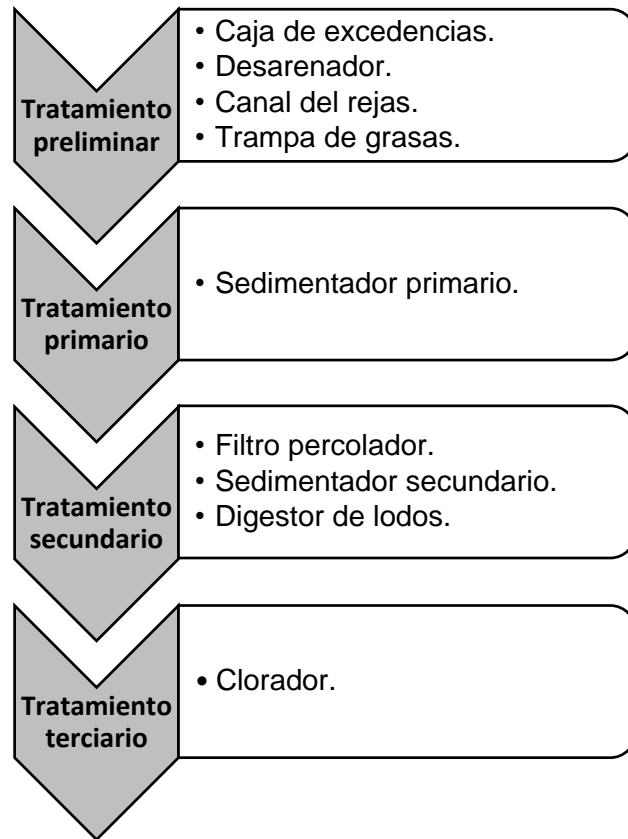 Tratamiento
preliminar
• Caja de excedencias.
• Desarenador.
• Canal del rejas.
• Trampa de grasas.
Tratamiento
primario
• Sedimentador primario.
Tratamiento
secundario
• Filtro percolador.
• Sedimentador secundario.
• Digestor de lodos.
Tratamiento
terciario
• Clorador.